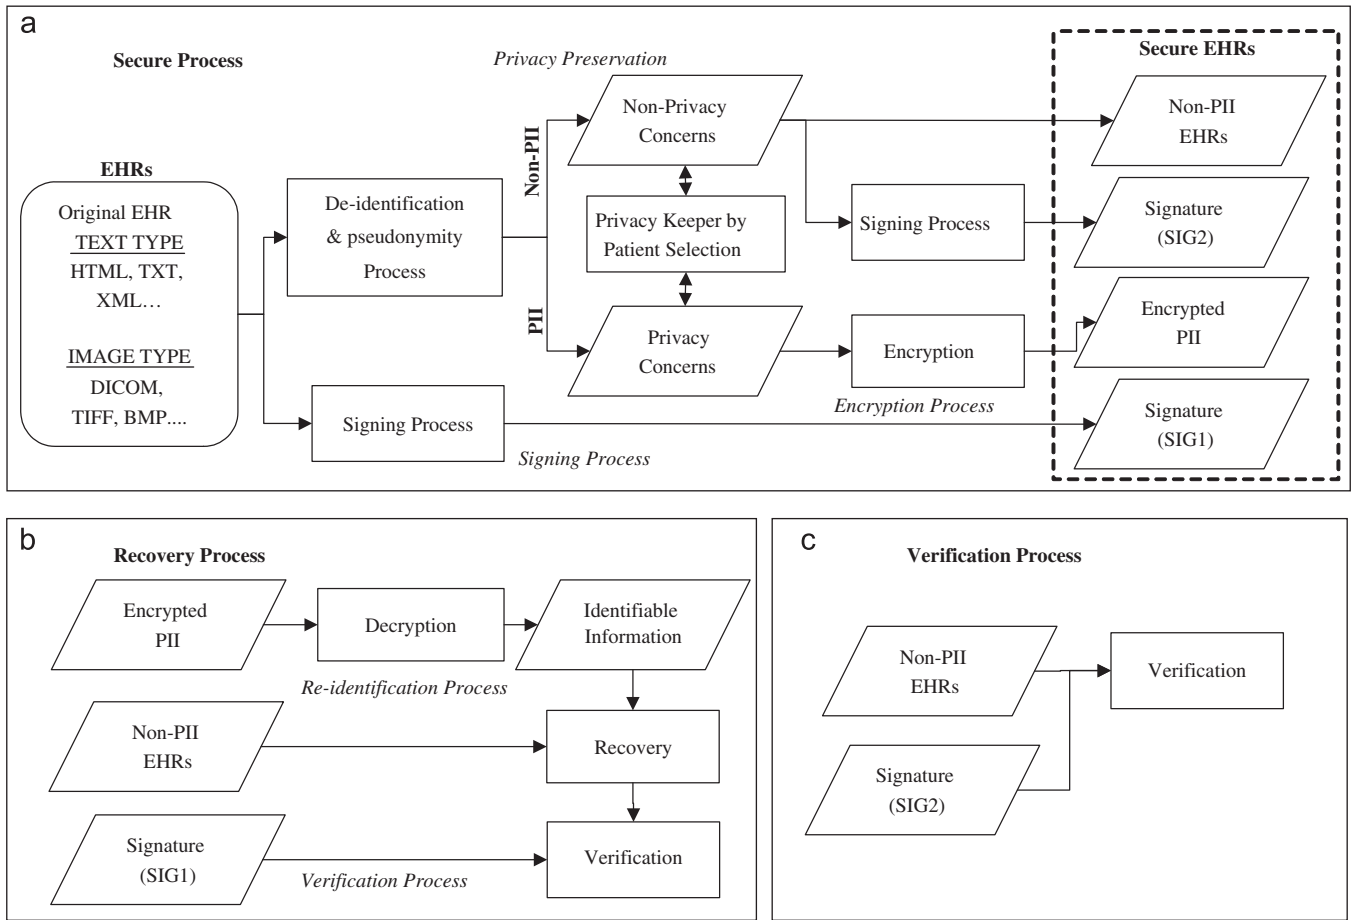 a
Secure Process
EHRs
Original EHR
TEXT TYPE
HTML, TXT,
XML…
IMAGE TYPE
DICOM,
TIFF, BMP....
De-identification
& pseudonymity
Process
Signing Process
Signing Process
Non-PII
PII
Privacy Preservation
Non-Privacy
Concerns
Privacy Keeper by
Patient Selection
Privacy
Concerns
Signing Process
Encryption
Encryption Process
Secure EHRs
Non-PII
EHRs
Signature
(SIG2)
Encrypted
PII
Signature
(SIG1)
b
Recovery Process
Encrypted
PII
Decryption
Identifiable
Information
Re-identification Process
Non-PII
EHRs
Recovery
Signature
(SIG1)
Verification
Verification Process
c
Verification Process
Non-PII
EHRs
Verification
Signature
(SIG2)